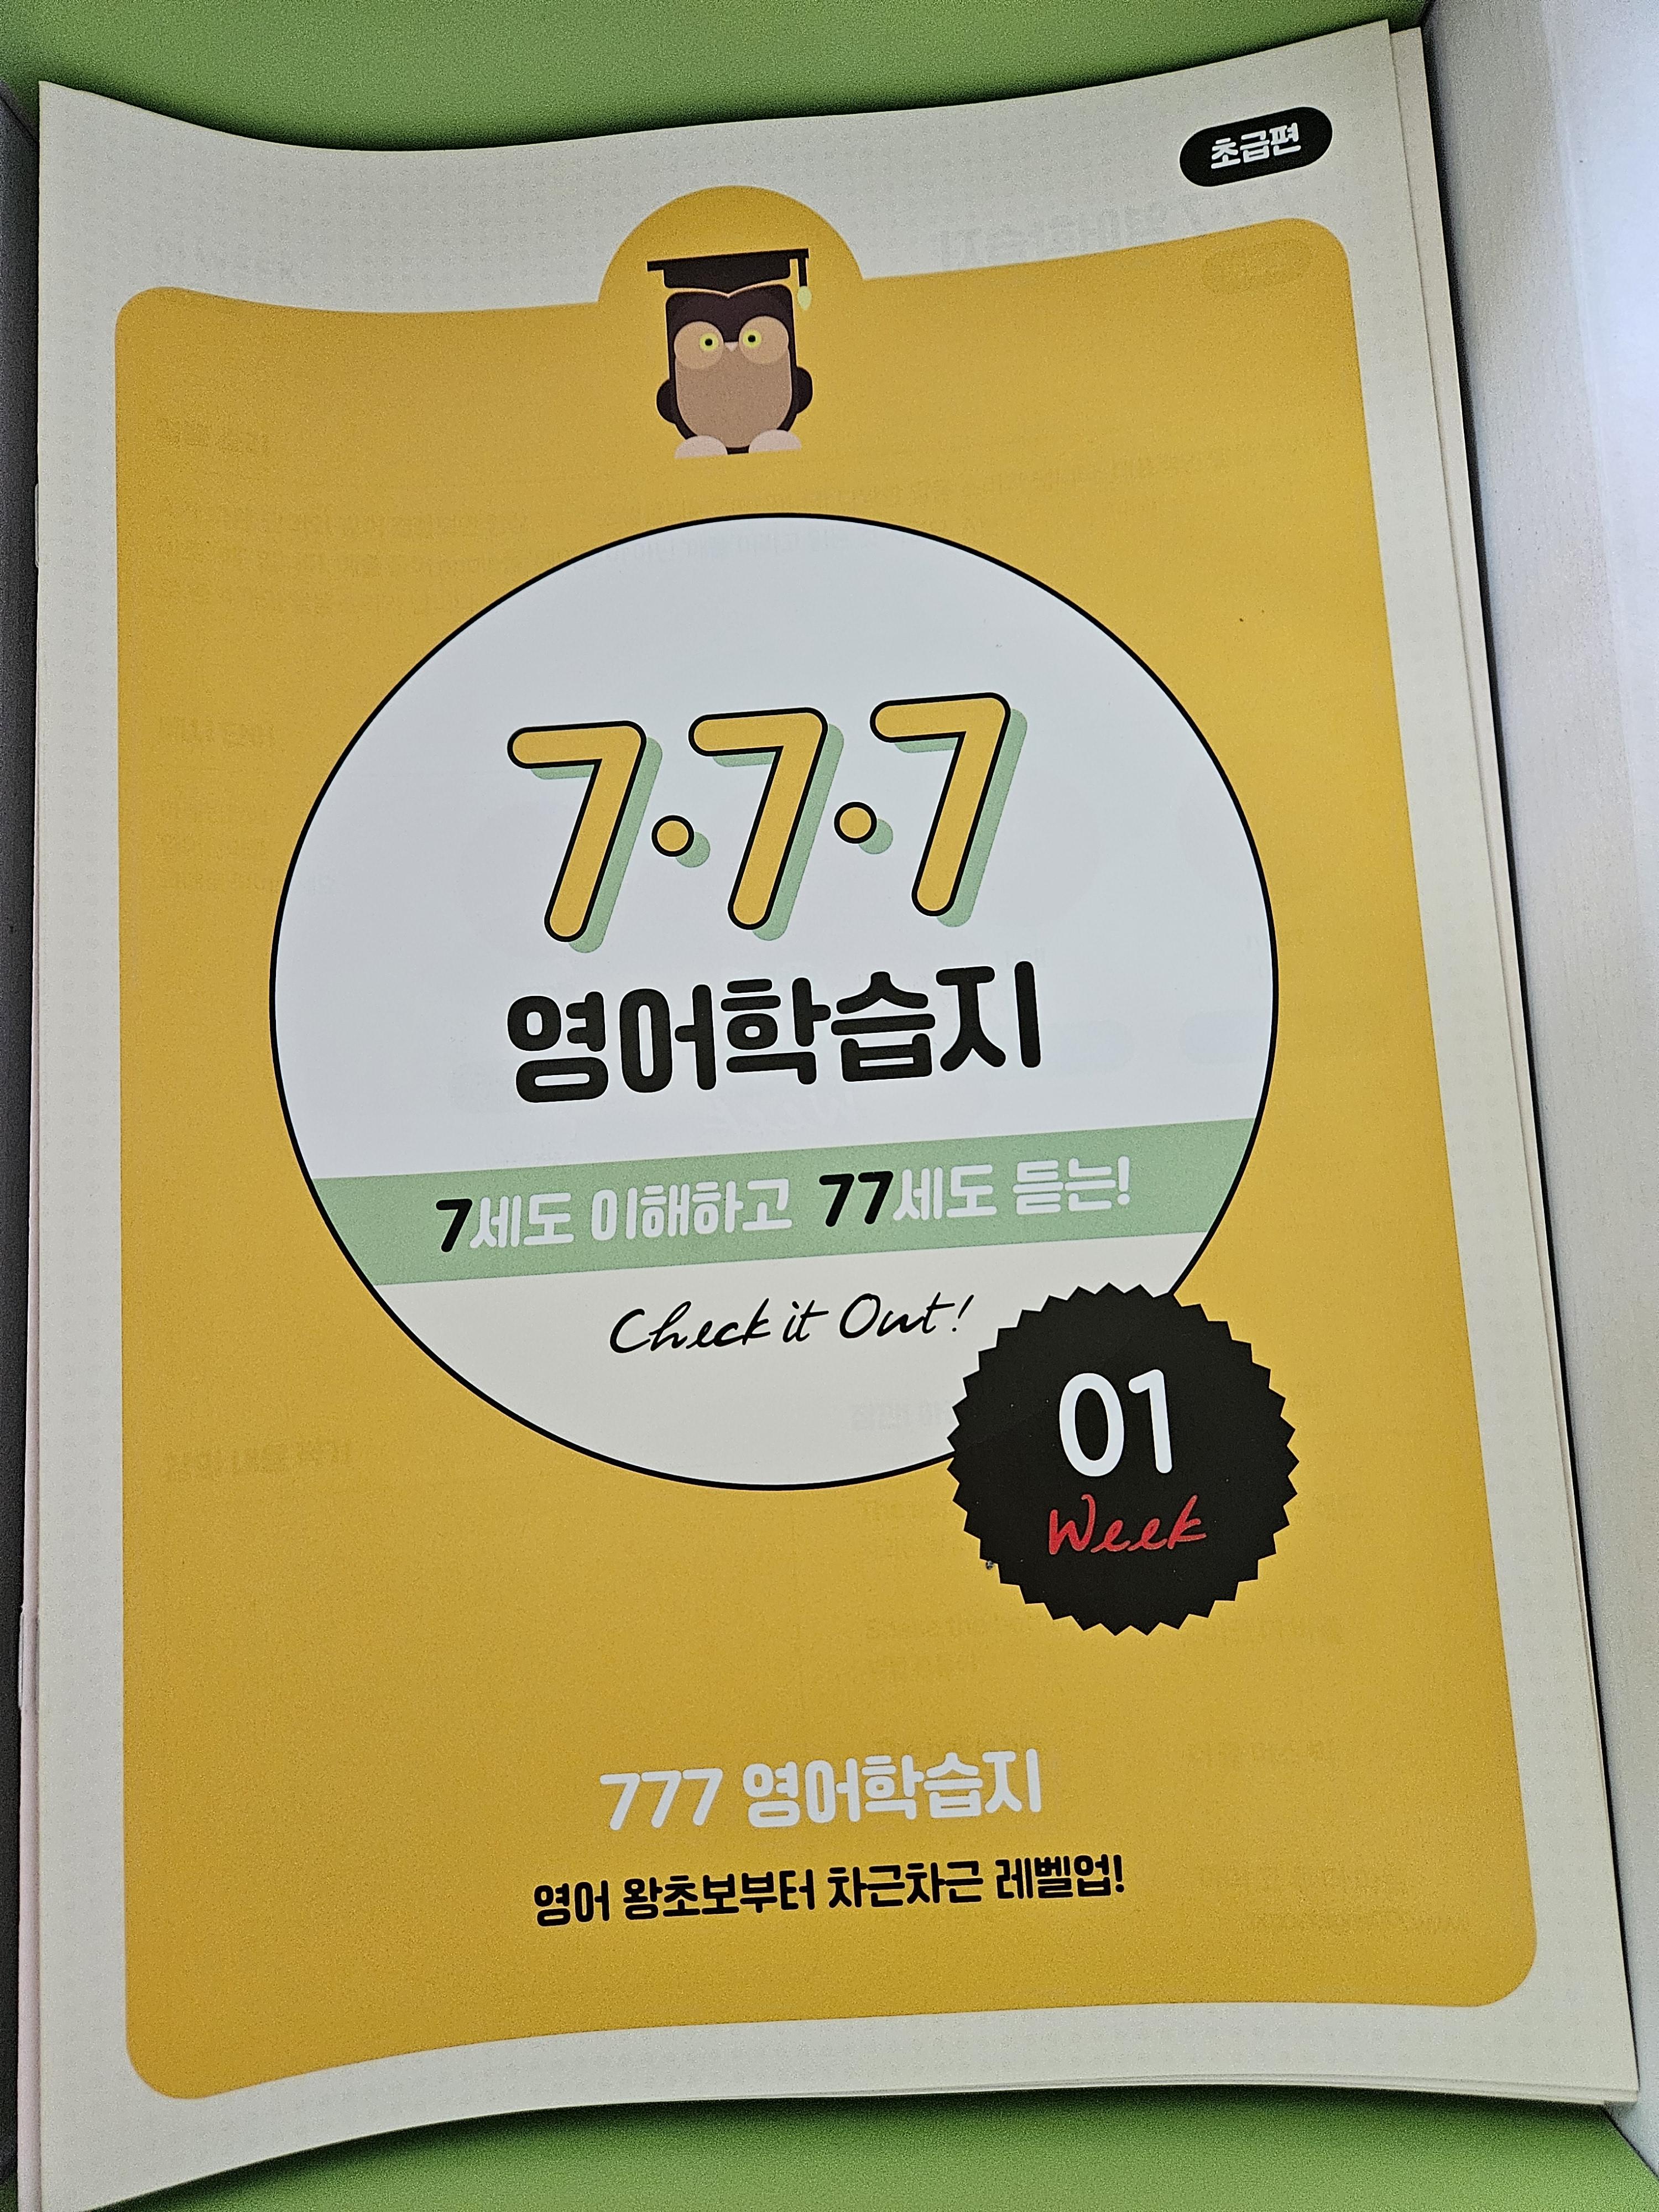 초급편
7·7·7
영어학습지
7세도 이해하고 77세도 듣는!
Check it Out!
01
Week
777 영어학습지
영어 왕초보부터 차근차근 레벨업!